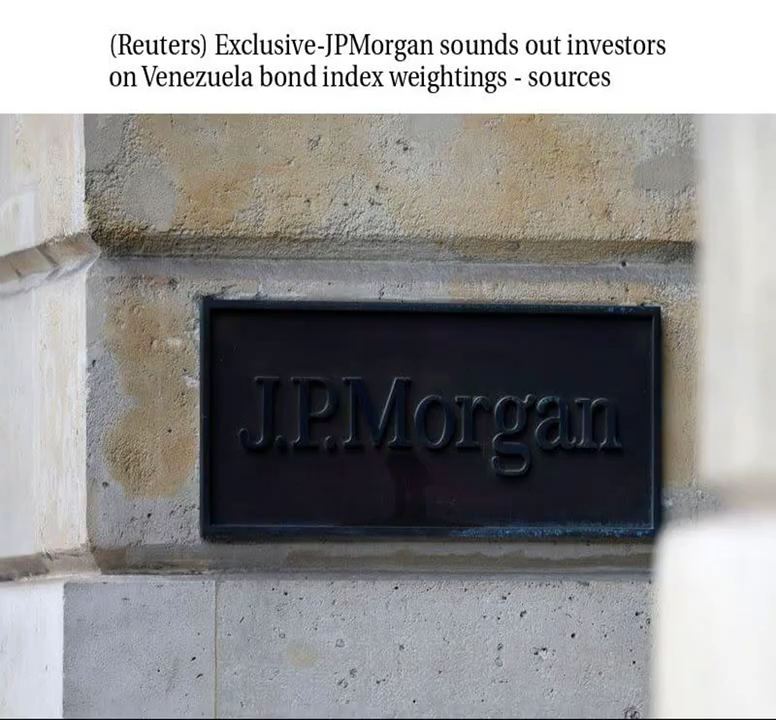 (Reuters) Exclusive-JPMorgan sounds out investors
on Venezuela bond index weightings - sources
J.P.Morgan